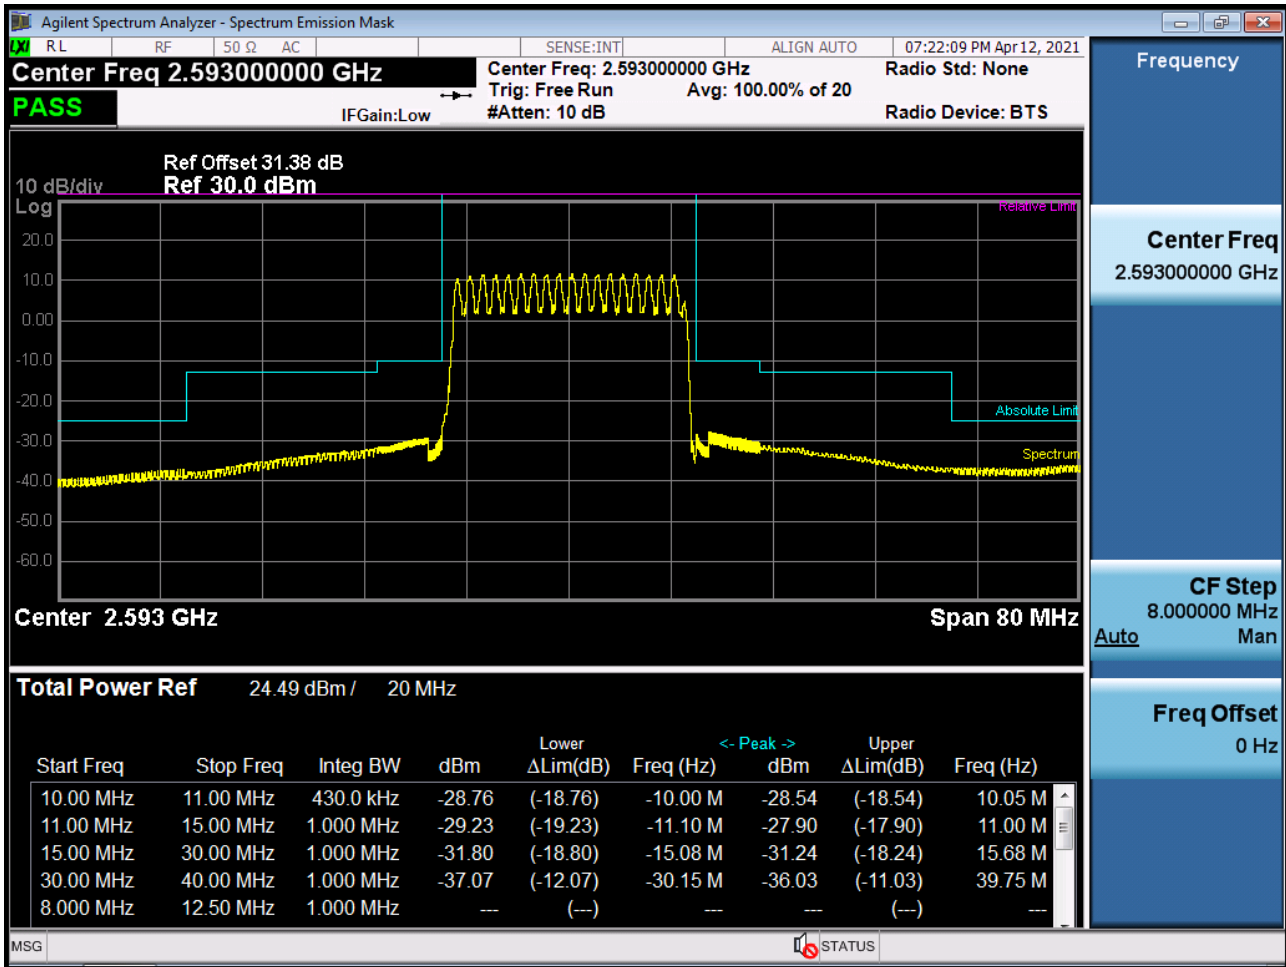 Agilent Spectrum Analyzer - Spectrum Emission Mask
LXI RL RF 50 Ω AC SENSE:INT ALIGN AUTO 07:22:09 PM Apr 12, 2021
Center Freq 2.593000000 GHz
Center Freq: 2.593000000 GHz
Radio Std: None
Trig: Free Run Avg: 100.00% of 20
PASS
IFGain:Low
#Atten: 10 dB
Radio Device: BTS
Ref Offset 31.38 dB
10 dB/div Ref 30.0 dBm
Log
Relative Limit
20.0
10.0
0.00
-10.0
-20.0
Absolute Limit
-30.0
Spectrum
-40.0
-50.0
-60.0
Center 2.593 GHz Span 80 MHz
Total Power Ref 24.49 dBm / 20 MHz
Lower <- Peak -> Upper
Start Freq Stop Freq Integ BW dBm ΔLim(dB) Freq (Hz) dBm ΔLim(dB) Freq (Hz)
10.00 MHz 11.00 MHz 430.0 kHz -28.76 (-18.76) -10.00 M -28.54 (-18.54) 10.05 M
11.00 MHz 15.00 MHz 1.000 MHz -29.23 (-19.23) -11.10 M -27.90 (-17.90) 11.00 M
15.00 MHz 30.00 MHz 1.000 MHz -31.80 (-18.80) -15.08 M -31.24 (-18.24) 15.68 M
30.00 MHz 40.00 MHz 1.000 MHz -37.07 (-12.07) -30.15 M -36.03 (-11.03) 39.75 M
8.000 MHz 12.50 MHz 1.000 MHz --- (---) --- --- (---) ---
MSG STATUS
Frequency
Center Freq
2.593000000 GHz
CF Step
8.000000 MHz
Auto Man
Freq Offset
0 Hz